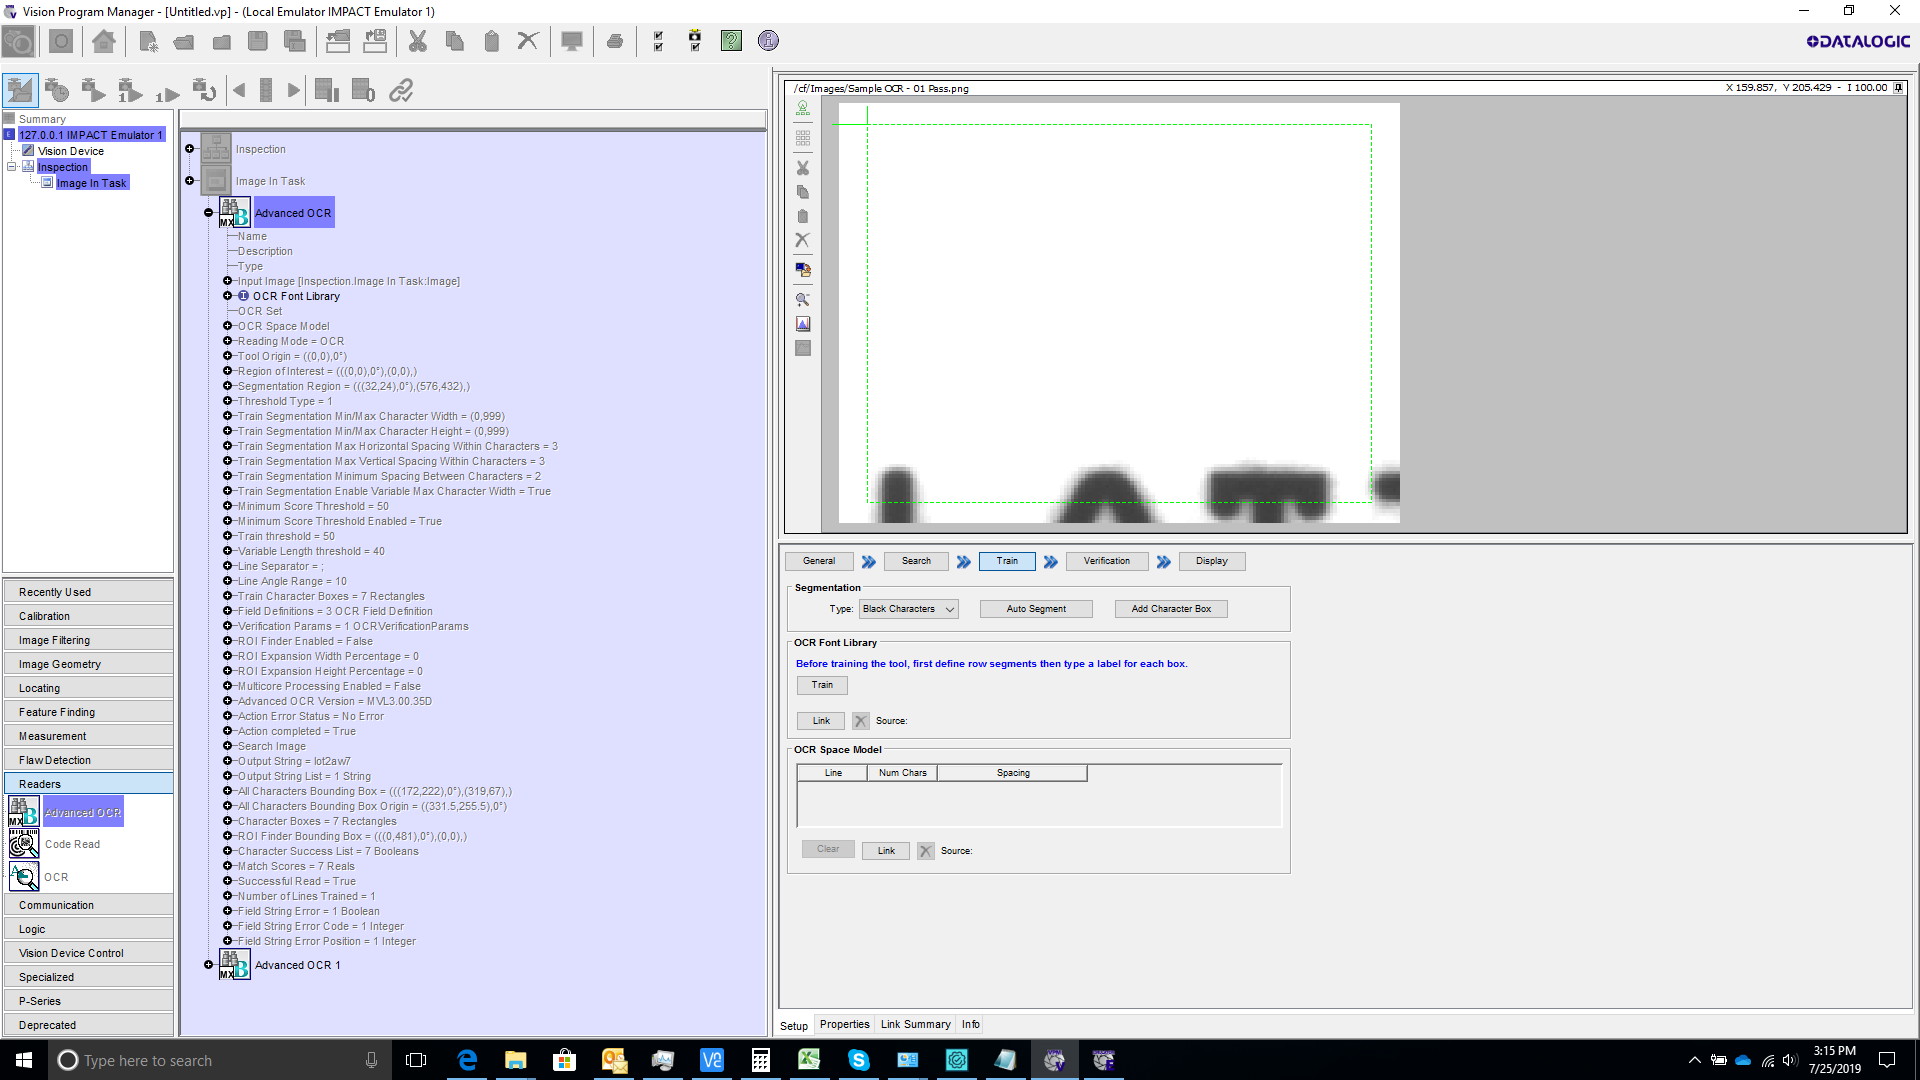 Vision Program Manager - [Untitled.vp] - (Local Emulator IMPACT Emulator 1)
DATALOGIC
Summary
127.0.0.1 IMPACT Emulator 1
Vision Device
Inspection
Image In Task
Recently Used
Calibration
Image Filtering
Image Geometry
Locating
Feature Finding
Measurement
Flaw Detection
Readers
Advanced OCR
Code Read
OCR
Communication
Logic
Vision Device Control
Specialized
P-Series
Deprecated
Inspection
Image In Task
Advanced OCR
Name
Description
Type
Input Image [Inspection.Image In Task:Image]
OCR Font Library
OCR Set
OCR Space Model
Reading Mode = OCR
Tool Origin = ((0,0),0°)
Region of Interest = (((0,0),0°),(0,0),)
Segmentation Region = (((32,24),0°),(576,432),)
Threshold Type = 1
Train Segmentation Min/Max Character Width = (0,999)
Train Segmentation Min/Max Character Height = (0,999)
Train Segmentation Max Horizontal Spacing Within Characters = 3
Train Segmentation Max Vertical Spacing Within Characters = 3
Train Segmentation Minimum Spacing Between Characters = 2
Train Segmentation Enable Variable Max Character Width = True
Minimum Score Threshold = 50
Minimum Score Threshold Enabled = True
Train threshold = 50
Variable Length threshold = 40
Line Separator = ;
Line Angle Range = 10
Train Character Boxes = 7 Rectangles
Field Definitions = 3 OCR Field Definition
Verification Params = 1 OCRVerificationParams
ROI Finder Enabled = False
ROI Expansion Width Percentage = 0
ROI Expansion Height Percentage = 0
Multicore Processing Enabled = False
Advanced OCR Version = MVL3.00.35D
Action Error Status = No Error
Action completed = True
Search Image
Output String = lot2aw7
Output String List = 1 String
All Characters Bounding Box = (((172,222),0°),(319,67),)
All Characters Bounding Box Origin = ((331.5,255.5),0°)
Character Boxes = 7 Rectangles
ROI Finder Bounding Box = (((0,481),0°),(0,0),)
Character Success List = 7 Booleans
Match Scores = 7 Reals
Successful Read = True
Number of Lines Trained = 1
Field String Error = 1 Boolean
Field String Error Code = 1 Integer
Field String Error Position = 1 Integer
Advanced OCR 1
/cf/Images/Sample OCR - 01 Pass.png
X 159.857, Y 205.429 - I 100.00
General
Search
Train
Verification
Display
Segmentation
Type: Black Characters
Auto Segment
Add Character Box
OCR Font Library
Before training the tool, first define row segments then type a label for each box.
Train
Link
Source:
OCR Space Model
Line
Num Chars
Spacing
Clear
Link
Source:
Setup
Properties
Link Summary
Info
Type here to search
3:15 PM
7/25/2019